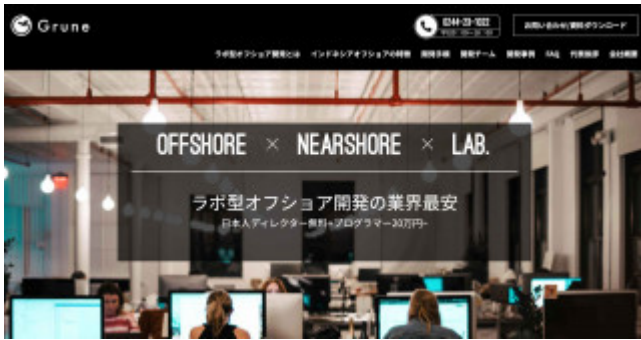 Grune
0244-23-1022
お問い合わせ/資料ダウンロード
ラボ型オフショア開発とは インドネシアオフショアの特徴 開発手順 開発チーム 開発事例 FAQ 代表挨拶 会社概要
OFFSHORE × NEARSHORE × LAB.
ラボ型オフショア開発の業界最安
日本人ディレクター無料+プログラマー20万円~